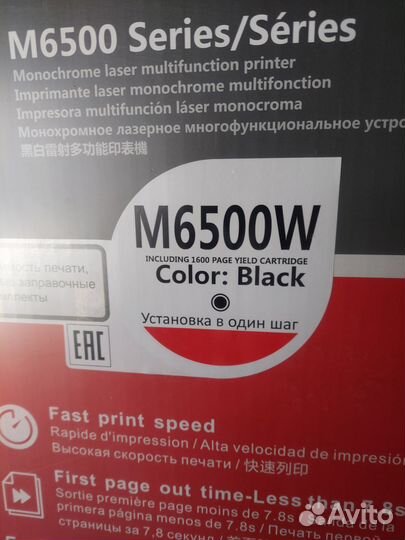 M6500 Series/Séries
Monochrome laser multifunction printer
Imprimante laser monochrome multifonction
Impresora multifunción láser monocroma
Монохромное лазерное многофункциональное устро
黑白雷射多功能印表機
M6500W
INCLUDING 1600 PAGE YIELD CARTRIDGE
Color: Black
Установка в один шаг
печати,
заправочные
EAC
Fast print speed
Rapide d'impression / Alta velocidad de impresión
Высокая скорость печати / 快速列印
First page out time-Less than 7.8s
Sortie première page moins de 7.8s
primera página menos de 7.8s / Печать первой
страницы за 7.8 секунд /
Avito